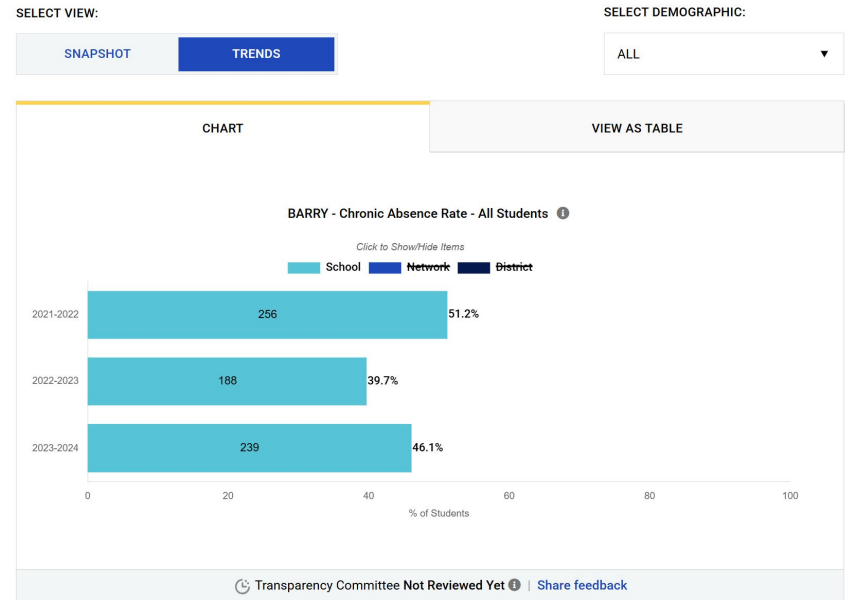 SELECT VIEW:
SELECT DEMOGRAPHIC:
SNAPSHOT
TRENDS
ALL
CHART
VIEW AS TABLE
BARRY - Chronic Absence Rate - All Students
Click to Show/Hide Items
School Network District
2021-2022 256 51.2%
2022-2023 188 39.7%
2023-2024 239 46.1%
0 20 40 60 80 100
% of Students
Transparency Committee Not Reviewed Yet | Share feedback